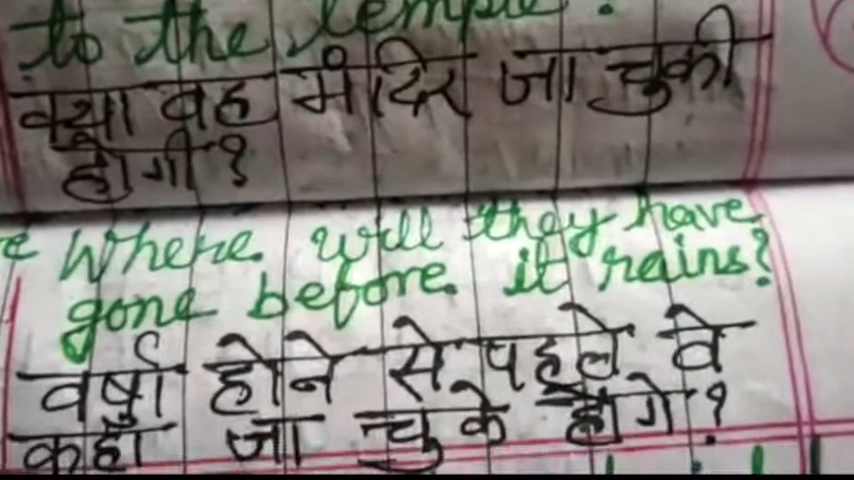 to the temple.
क्या वह मंदिर जा चुकी
होगी?
Where will they have
gone before it rains?
वर्षा होने से पहले वे
कहाँ जा चुके होंगे?